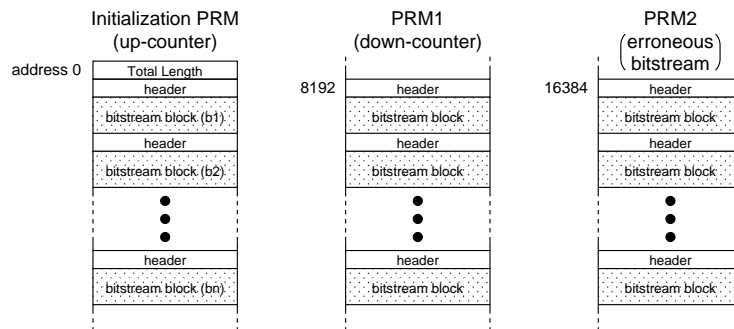 Initialization PRM
(up-counter)
address 0
Total Length
header
bitstream block (b1)
header
bitstream block (b2)
header
bitstream block (bn)
PRM1
(down-counter)
8192
header
bitstream block
header
bitstream block
header
bitstream block
PRM2
(erroneous
bitstream)
16384
header
bitstream block
header
bitstream block
header
bitstream block